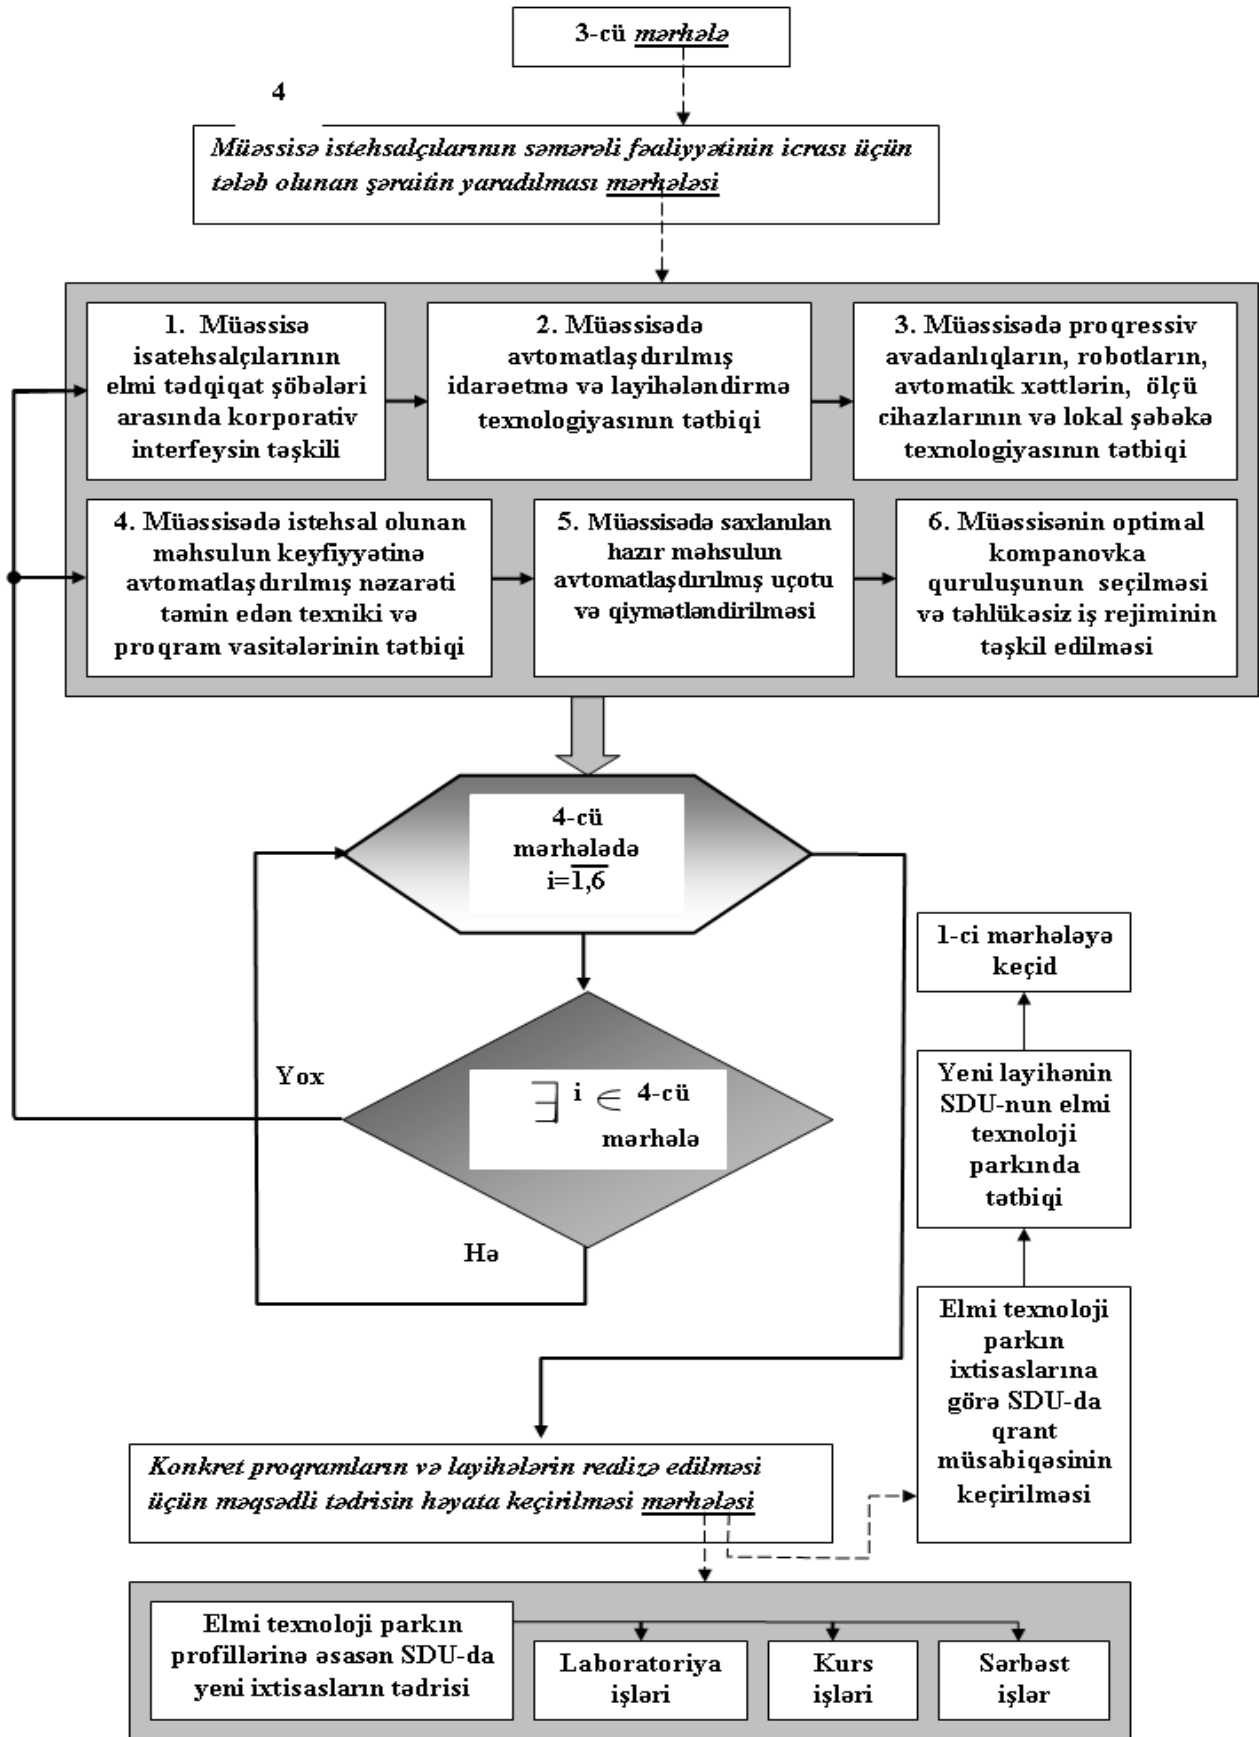 3-cü mərhələ
4
Müəssisə istehsalçılarının səmərəli fəaliyyətinin icrası üçün
tələb olunan şəraitin yaradılması mərhələsi
1. Müəssisə
isatehsalçılarının
elmi tədqiqat şöbələri
arasında korporativ
interfeysin təşkili
2. Müəssisədə
avtomatlaşdırılmış
idarəetmə və layihələndirmə
texnologiyasının tətbiqi
3. Müəssisədə proqressiv
avadanlıqların, robotların,
avtomatik xəttlərin, ölçü
cihazlarının və lokal şəbəkə
texnologiyasının tətbiqi
4. Müəssisədə istehsal olunan
məhsulun keyfiyyətinə
avtomatlaşdırılmış nəzarəti
təmin edən texniki və
proqram vasitələrinin tətbiqi
5. Müəssisədə saxlanılan
hazır məhsulun
avtomatlaşdırılmış uçotu
və qiymətləndirilməsi
6. Müəssisənin optimal
kompanovka
quruluşunun seçilməsi
və təhlükəsiz iş rejiminin
təşkil edilməsi
4-cü
mərhələdə
i=1,6
1-ci mərhələyə
keçid
Yox
∃ i ∈ 4-cü
mərhələ
Yeni layihənin
SDU-nun elmi
texnoloji
parkında
tətbiqi
Hə
Elmi texnoloji
parkın
ixtisaslarına
görə SDU-da
qrant
müsabiqəsinin
keçirilməsi
Konkret proqramların və layihələrin realizə edilməsi
üçün məqsədli tədrisin həyata keçirilməsi mərhələsi
Elmi texnoloji parkın
profillərinə əsasən SDU-da
yeni ixtisasların tədrisi
Laboratoriya
işləri
Kurs
işləri
Sərbəst
işlər